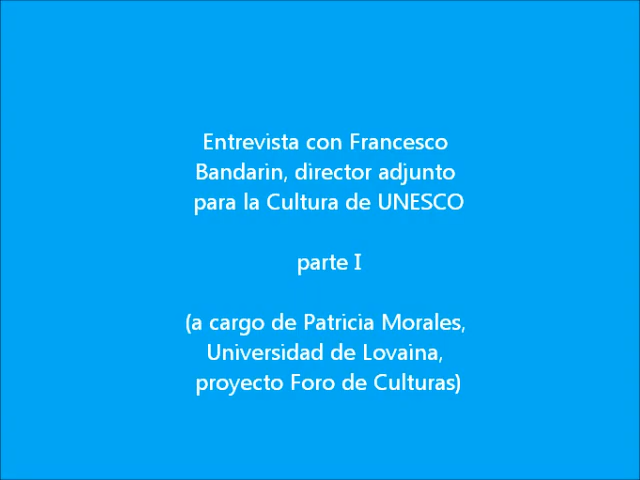 Entrevista con Francesco
Bandarin, director adjunto
para la Cultura de UNESCO
parte I
(a cargo de Patricia Morales,
Universidad de Lovaina,
proyecto Foro de Culturas)